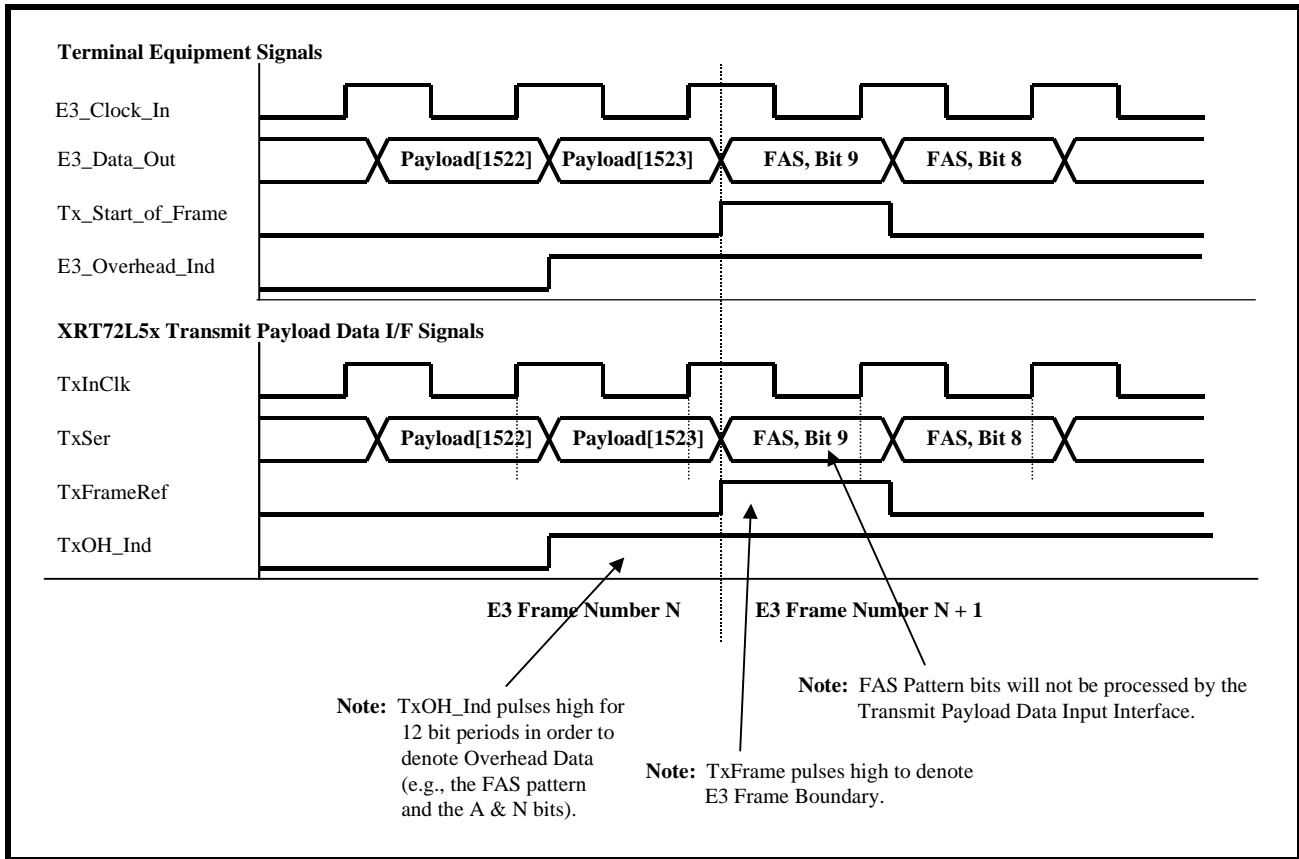 Terminal Equipment Signals
E3_Clock_In
E3_Data_Out
Payload[1522] Payload[1523] FAS, Bit 9 FAS, Bit 8
Tx_Start_of_Frame
E3_Overhead_Ind
XRT72L5x Transmit Payload Data I/F Signals
TxInClk
TxSer
Payload[1522] Payload[1523] FAS, Bit 9 FAS, Bit 8
TxFrameRef
TxOH_Ind
E3 Frame Number N
E3 Frame Number N + 1
Note: TxOH_Ind pulses high for
12 bit periods in order to
denote Overhead Data
(e.g., the FAS pattern
and the A & N bits).
Note: TxFrame pulses high to denote
E3 Frame Boundary.
Note: FAS Pattern bits will not be processed by the
Transmit Payload Data Input Interface.